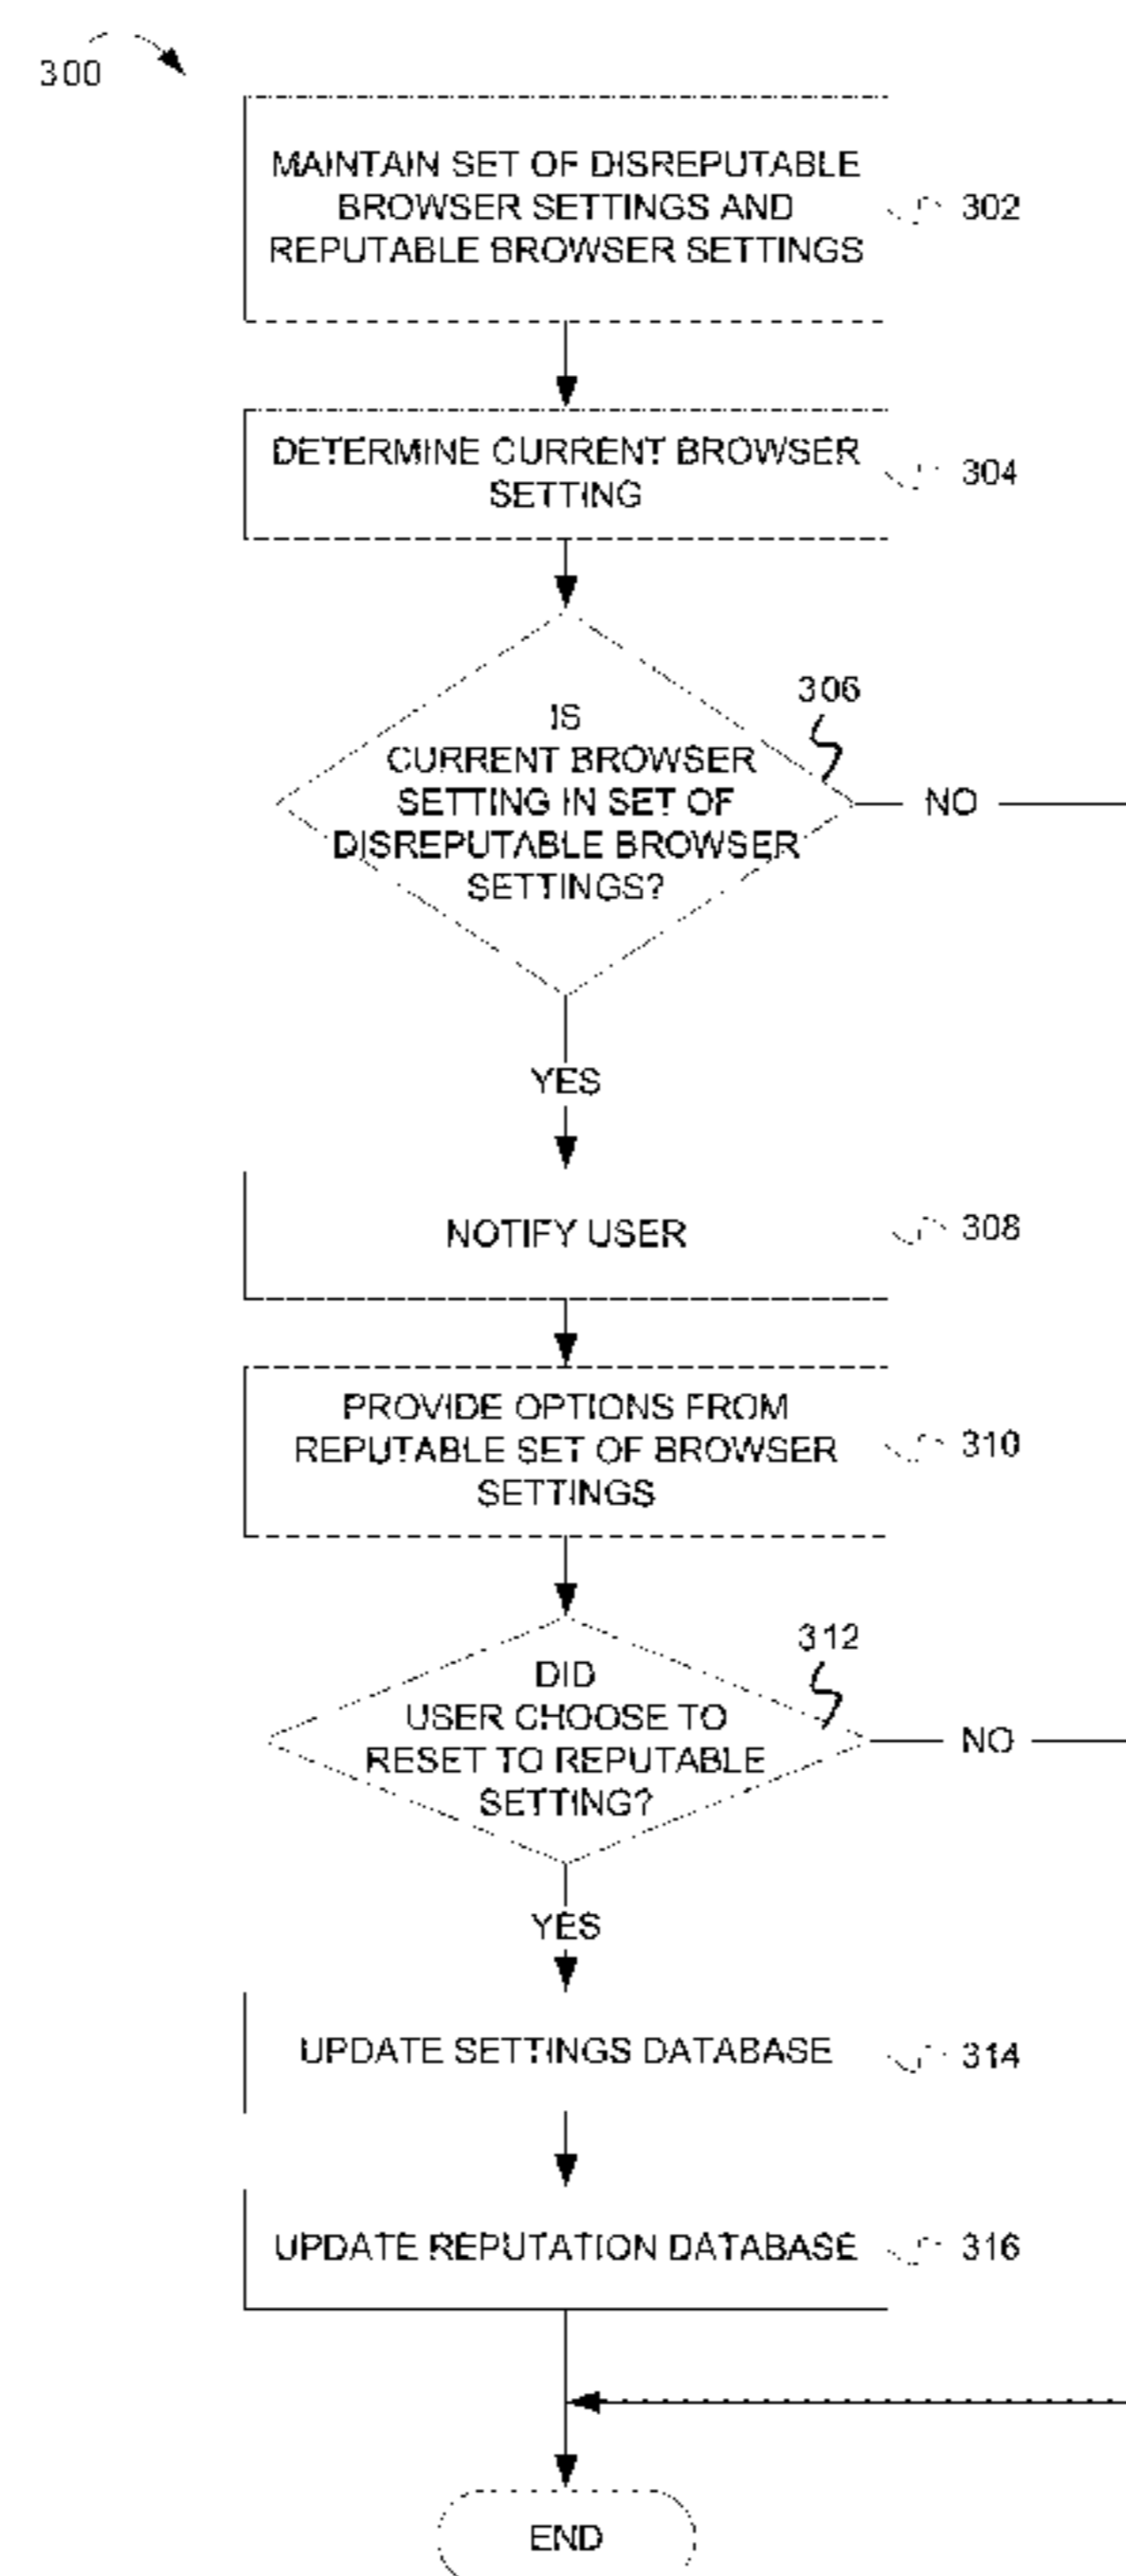 300
MAINTAIN SET OF DISREPUTABLE
BROWSER SETTINGS AND
REPUTABLE BROWSER SETTINGS
302
DETERMINE CURRENT BROWSER
SETTING
304
306
IS
CURRENT BROWSER
SETTING IN SET OF
DISREPUTABLE BROWSER
SETTINGS?
NO
YES
NOTIFY USER
308
PROVIDE OPTIONS FROM
REPUTABLE SET OF BROWSER
SETTINGS
310
312
DID
USER CHOOSE TO
RESET TO REPUTABLE
SETTING?
NO
YES
UPDATE SETTINGS DATABASE
314
UPDATE REPUTATION DATABASE
316
END